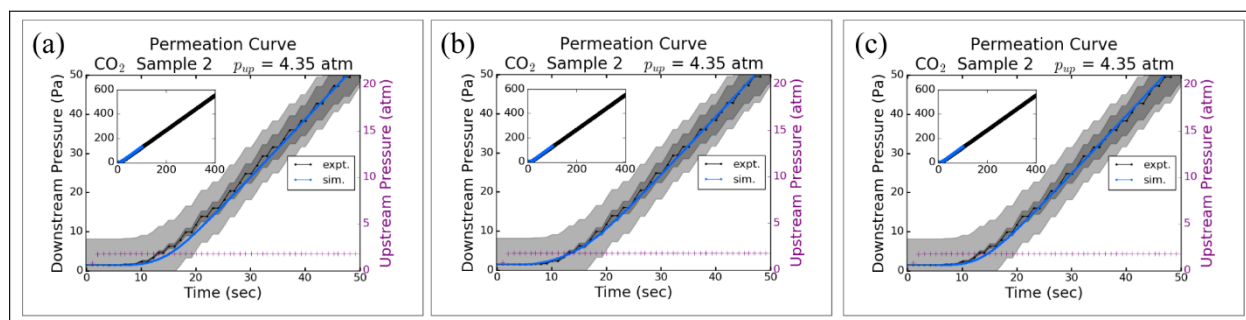 (a)
Permeation Curve
CO2 Sample 2 pup = 4.35 atm
Downstream Pressure (Pa)
50
40
30
20
10
0
600
400
200
0
0 200 400
expt.
sim.
20
15
10
5
0
Upstream Pressure (atm)
0 10 20 30 40 50
Time (sec)
(b)
Permeation Curve
CO2 Sample 2 pup = 4.35 atm
Downstream Pressure (Pa)
50
40
30
20
10
0
600
400
200
0
0 200 400
expt.
sim.
20
15
10
5
0
Upstream Pressure (atm)
0 10 20 30 40 50
Time (sec)
(c)
Permeation Curve
CO2 Sample 2 pup = 4.35 atm
Downstream Pressure (Pa)
50
40
30
20
10
0
600
400
200
0
0 200 400
expt.
sim.
20
15
10
5
0
Upstream Pressure (atm)
0 10 20 30 40 50
Time (sec)